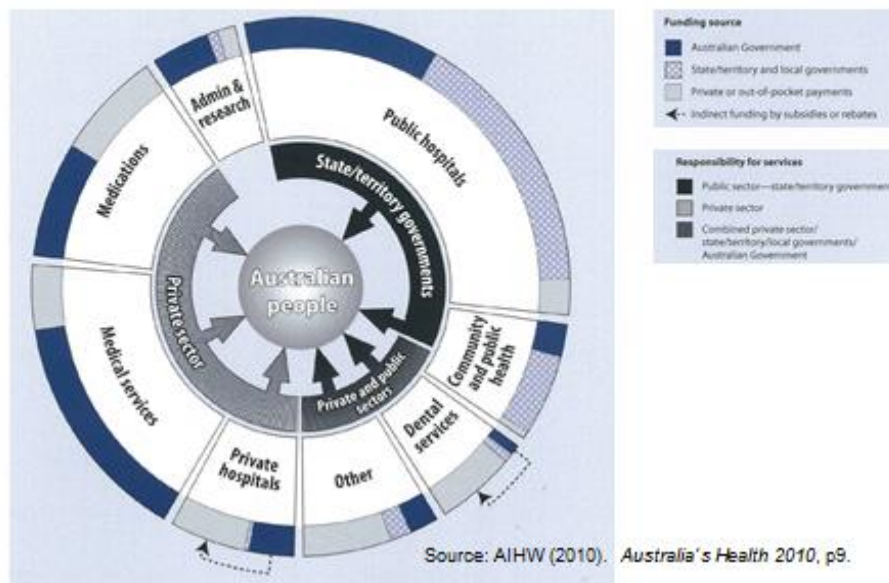 Funding source
Australian Government
State/territory and local governments
Private or out-of-pocket payments
Indirect funding by subsidies or rebates
Responsibility for services
Public sector—state/territory government
Private sector
Combined private sector/
state/territory/local governments/
Australian Government
Admin &
research
Public hospitals
Medications
State/territory governments
Australian
people
Private sector
Medical services
Community
and public
health
Private and public
sectors
Dental
services
Private
hospitals
Other
Source: AIHW (2010). Australia's Health 2010, p9.